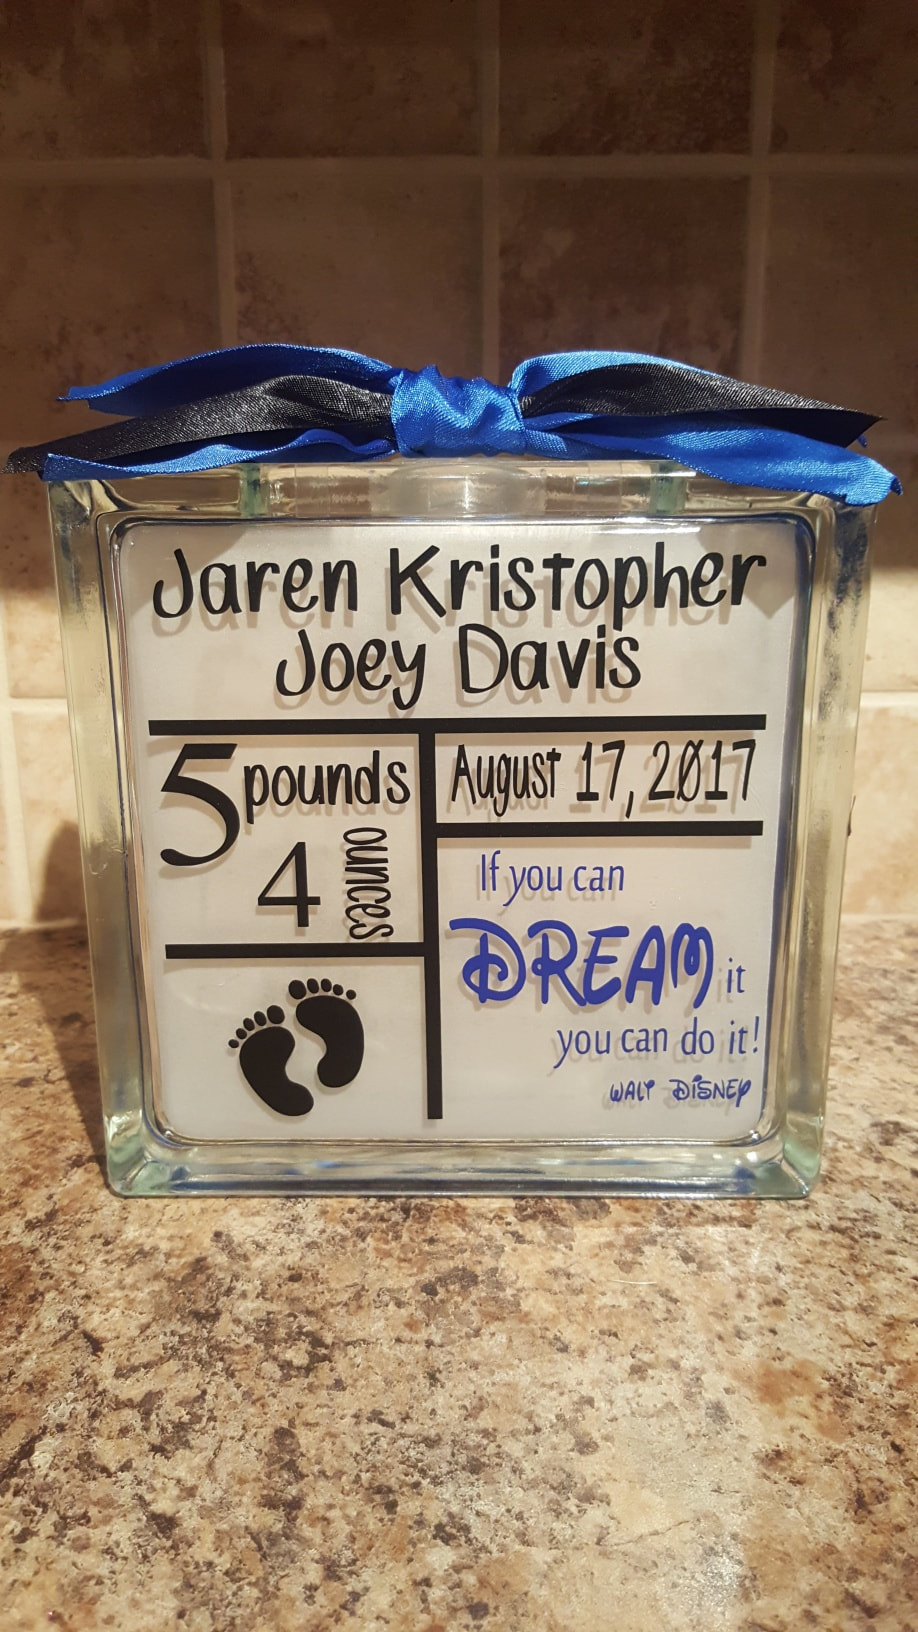 Jaren Kristopher
Joey Davis
5 pounds
4 ounces
August 17, 2017
If you can
DREAM it
you can do it!
WALT DISNEY